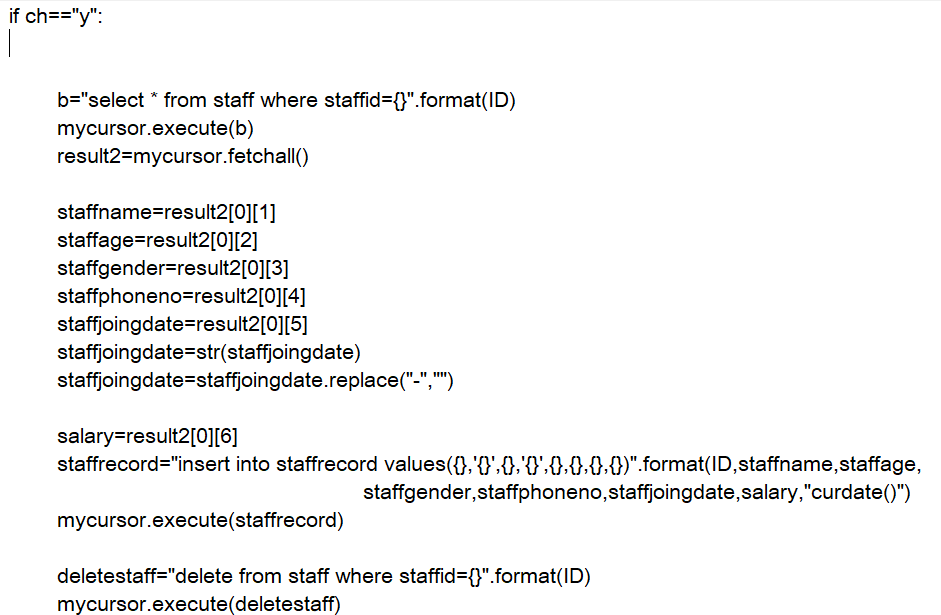 if ch=="y":
b="select * from staff where staffid={}".format(ID)
mycursor.execute(b)
result2=mycursor.fetchall()
staffname=result2[0][1]
staffage=result2[0][2]
staffgender=result2[0][3]
staffphoneno=result2[0][4]
staffjoingdate=result2[0][5]
staffjoingdate=str(staffjoingdate)
staffjoingdate=staffjoingdate.replace("-","")
salary=result2[0][6]
staffrecord="insert into staffrecord values({},'{}',{},'{}',{},{},{},{})".format(ID,staffname,staffage,
staffgender,staffphoneno,staffjoingdate,salary,"curdate()")
mycursor.execute(staffrecord)
deletestaff="delete from staff where staffid={}".format(ID)
mycursor.execute(deletestaff)